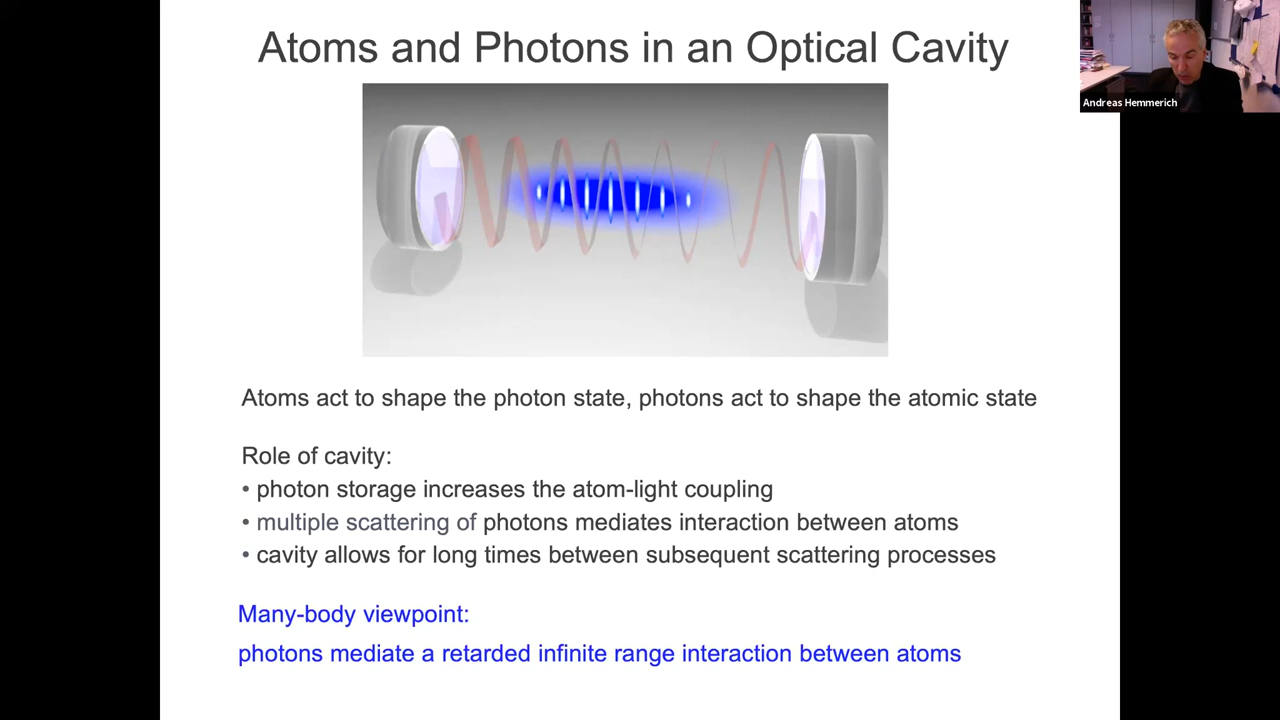 Atoms and Photons in an Optical Cavity
Andreas Hemmerich
Atoms act to shape the photon state, photons act to shape the atomic state
Role of cavity:
• photon storage increases the atom-light coupling
• multiple scattering of photons mediates interaction between atoms
• cavity allows for long times between subsequent scattering processes
Many-body viewpoint:
photons mediate a retarded infinite range interaction between atoms